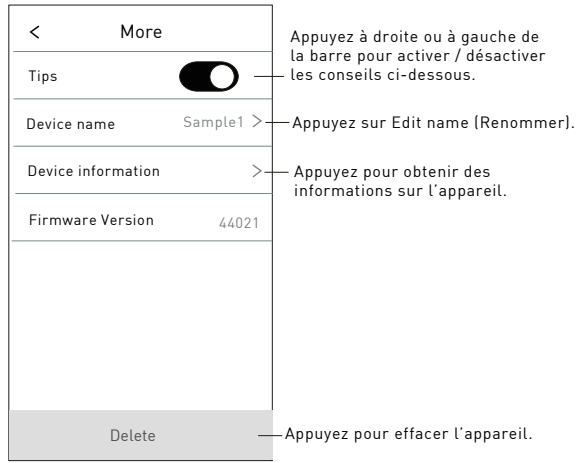 < More
Appuyez à droite ou à gauche de
la barre pour activer / désactiver
les conseils ci-dessous.
Tips
Device name Sample1 >
Appuyez sur Edit name (Renommer).
Device information >
Appuyez pour obtenir des
informations sur l'appareil.
Firmware Version 44021
Delete
Appuyez pour effacer l'appareil.